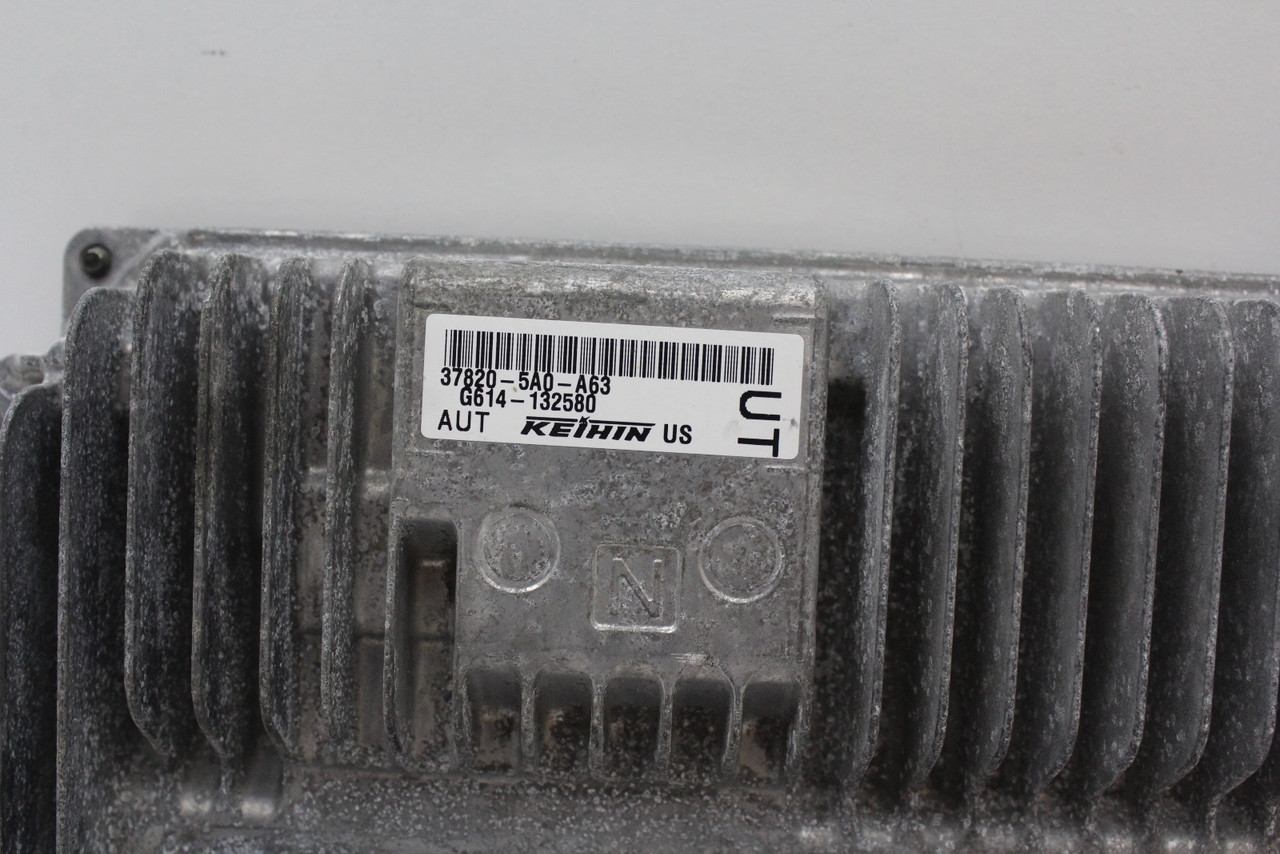 37820-5A0-A63
G614-132580
AUT KEIHIN US
UT
N